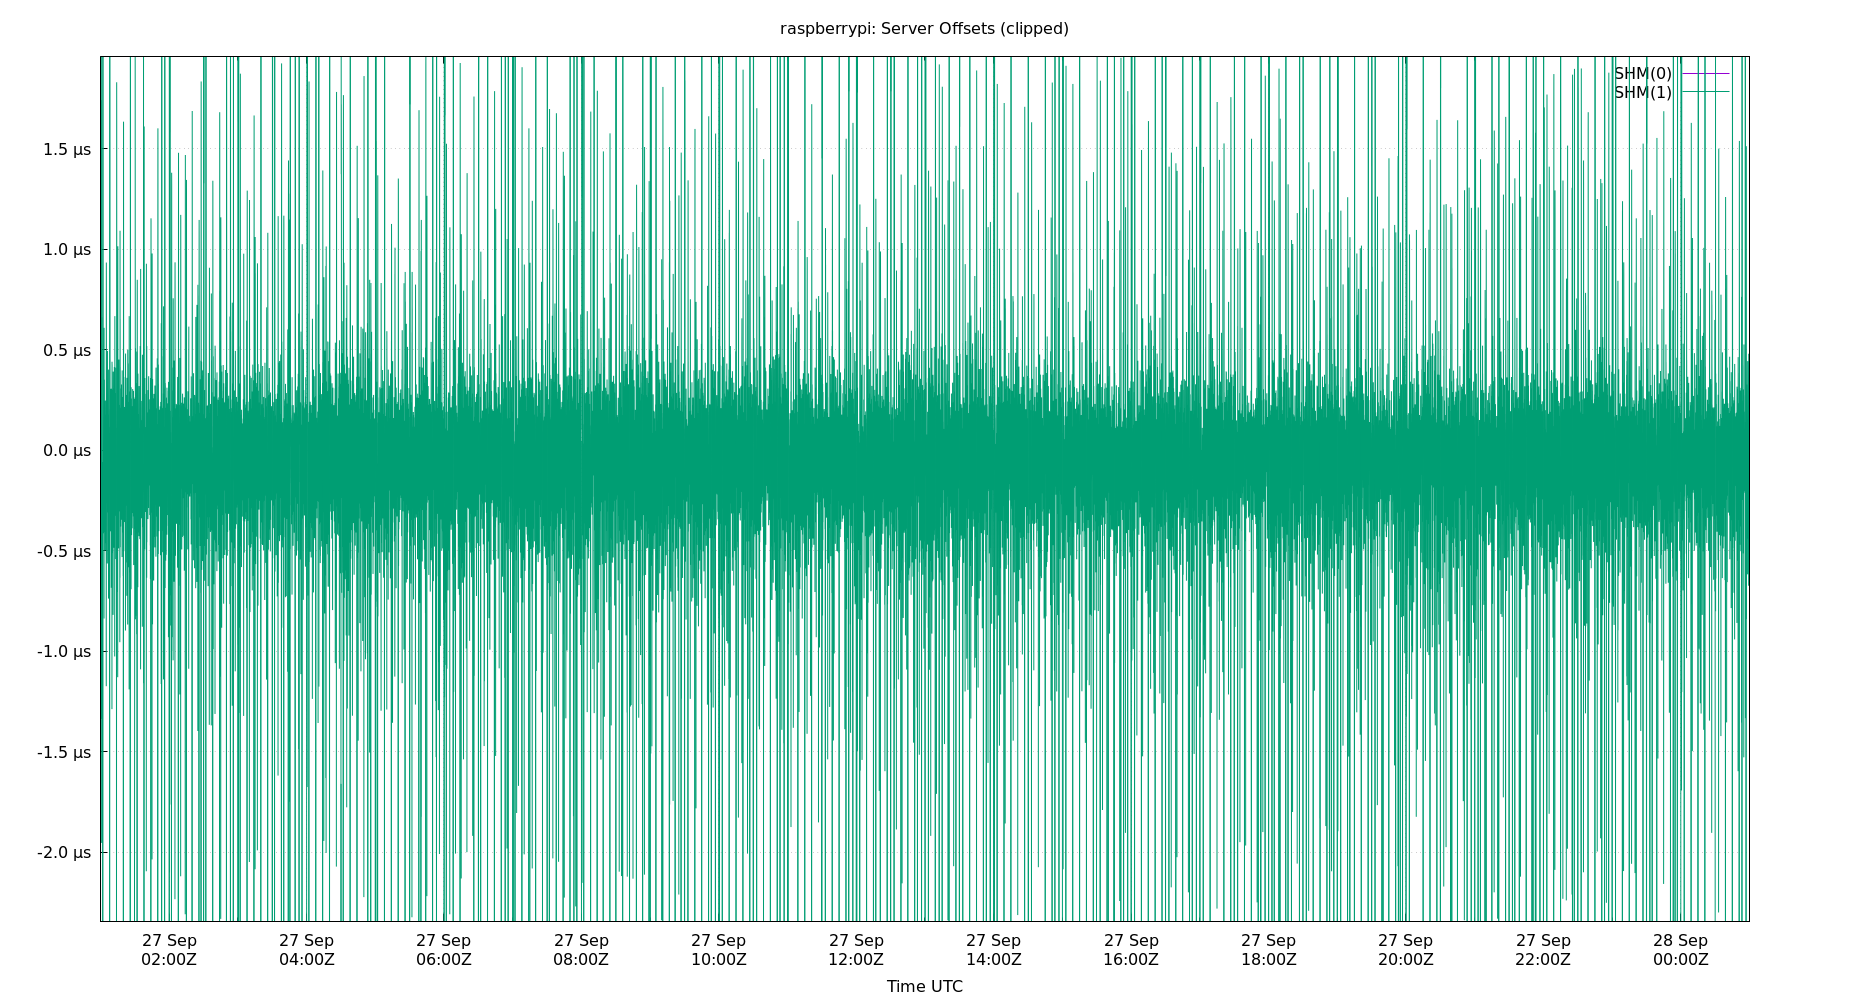 raspberrypi: Server Offsets (clipped)
SHM(0)
SHM(1)
1.5 µs
1.0 µs
0.5 µs
0.0 µs
-0.5 µs
-1.0 µs
-1.5 µs
-2.0 µs
27 Sep 27 Sep 27 Sep 27 Sep 27 Sep 27 Sep 27 Sep 27 Sep 27 Sep 27 Sep 27 Sep 28 Sep
02:00Z 04:00Z 06:00Z 08:00Z 10:00Z 12:00Z 14:00Z 16:00Z 18:00Z 20:00Z 22:00Z 00:00Z
Time UTC